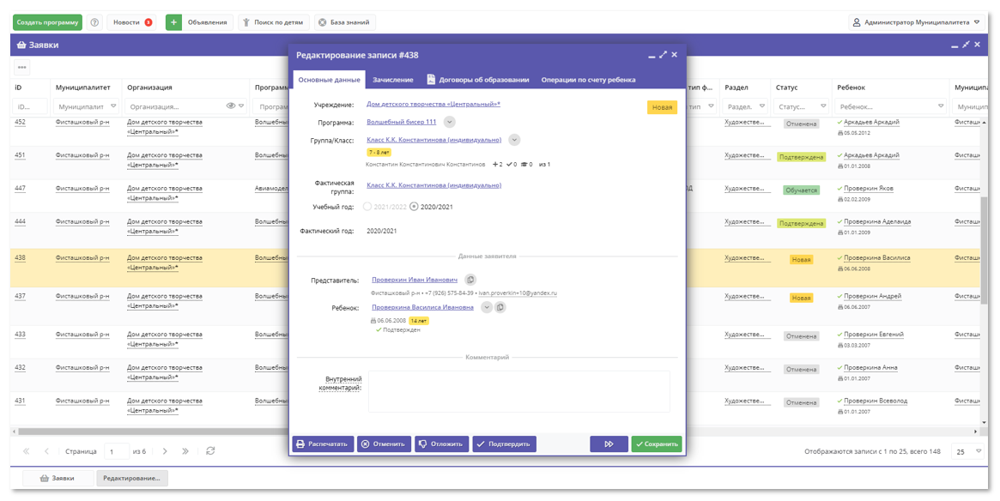 Создать программу
Новости 3
+ Объявления
Поиск по детям
База знаний
Администратор Муниципалитета
Заявки
Редактирование записи #438
Основные данные
Зачисление
Договоры об образовании
Операции по счету ребенка
Учреждение:
Дом детского творчества «Центральный»*
Новая
Программа:
Волшебный бисер 111
Группа/Класс:
Класс К.К. Константинова (индивидуально)
7 - 8 лет
Константин Константинович Константинов +2 0 0 из 1
Фактическая
группа:
Класс К.К. Константинова (индивидуально)
Учебный год:
2021/2022
2020/2021
Фактический год:
2020/2021
Данные заявителя
Представитель:
Проверкин Иван Иванович
Фисташковый р-н • +7 (926) 575-84-39 • ivan.proverkin+10@yandex.ru
Ребенок:
Проверкина Василиса Ивановна
06.06.2008 14 лет
Подтвержден
Комментарий
Внутренний
комментарий:
Распечатать
Отменить
Отложить
Подтвердить
Сохранить
ID
Муниципалитет
Организация
Программ
тип ф...
Раздел
Статус
Ребенок
Муниципа
ID...
Муниципалит
Организация...
Програм
тип
Раздел.
Статус...
Ребенок...
Муницип
452
Фисташковый р-н
Дом детского творчества
«Центральный»*
Волшебны
Художестве...
Отменена
Аркадьев Аркадий
05.05.2012
Фисташк
451
Фисташковый р-н
Дом детского творчества
«Центральный»*
Волшебны
Художестве...
Подтверждена
Аркадьев Аркадий
01.01.2008
Фисташк
447
Фисташковый р-н
Дом детского творчества
«Центральный»*
Авиамодел
Художестве...
Обучается
Проверкин Яков
02.02.2009
Фисташк
444
Фисташковый р-н
Дом детского творчества
«Центральный»*
Волшебны
Художестве...
Подтверждена
Проверкина Аделаида
01.01.2009
Фисташк
438
Фисташковый р-н
Дом детского творчества
«Центральный»*
Волшебны
Художестве...
Новая
Проверкина Василиса
06.06.2008
Фисташк
437
Фисташковый р-н
Дом детского творчества
«Центральный»*
Волшебны
Художестве...
Новая
Проверкин Андрей
06.06.2007
Фисташк
433
Фисташковый р-н
Дом детского творчества
«Центральный»*
Волшебны
Художестве...
Отменена
Проверкин Евгений
03.03.2007
Фисташк
432
Фисташковый р-н
Дом детского творчества
«Центральный»*
Волшебны
Художестве...
Отменена
Проверкина Анна
01.01.2007
Фисташк
431
Фисташковый р-н
Дом детского творчества
«Центральный»*
Волшебны
Художестве...
Отменена
Проверкин Всеволод
01.01.2007
Фисташк
Страница 1 из 6
Отображаются записи с 1 по 25, всего 148
25
Заявки
Редактирование...